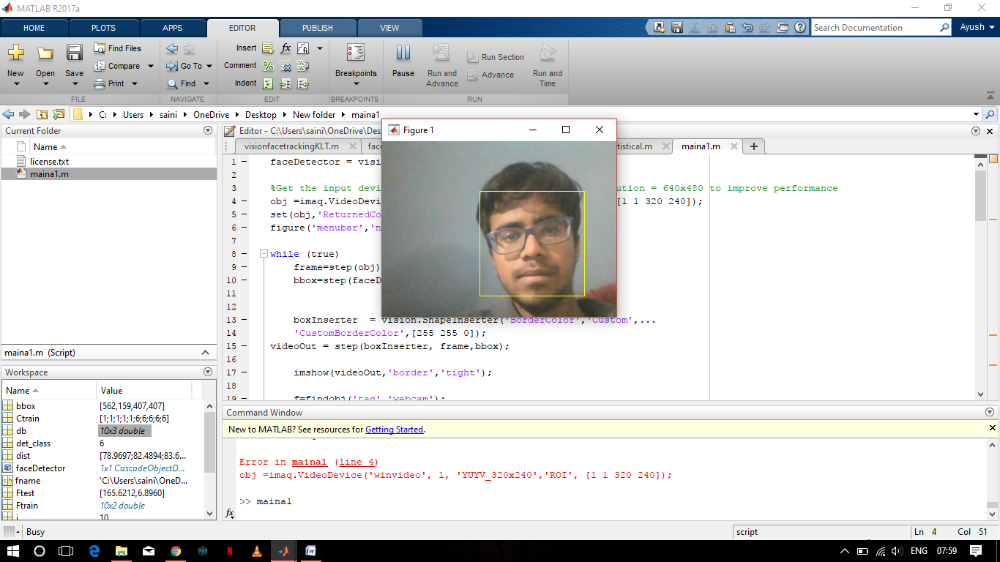 MATLAB R2017a
HOME PLOTS APPS EDITOR PUBLISH VIEW
Search Documentation
Ayush
New
Open
Save
Find Files
Compare
Print
FILE
Go To
Find
NAVIGATE
Insert
Comment
Indent
EDIT
Breakpoints
BREAKPOINTS
Pause
Run and
Advance
Run Section
Advance
Run and
Time
RUN
C: Users saini OneDrive Desktop New folder maina1
Current Folder
Name
license.txt
maina1.m
maina1.m (Script)
Workspace
Name Value
bbox [562,159,407,407]
Ctrain [1;1;1;1;1;6;6;6;6;6]
db 10x3 double
det_class 6
dist [78.9697;82.4894;83.6...
faceDetector 1x1 CascadeObjectD...
fname 'C:\Users\saini\OneD...
Ftest [165.6212,6.8960]
Ftrain 10x2 double
i 10
Editor - C:\Users\saini\OneDrive\Des
visionfacetrackingKLT.m face tistical.m maina1.m
Figure 1
1 faceDetector = visi
2
3 %Get the input devi ution = 640x480 to improve performance
4 obj =imaq.VideoDevi [1 1 320 240]);
5 set(obj,'ReturnedCo
6 figure('menubar','n
7
8 while (true)
9 frame=step(obj)
10 bbox=step(faceD
11
12
13 boxInserter = vision.ShapeInserter('BorderColor','Custom',...
14 'CustomBorderColor',[255 255 0]);
15 videoOut = step(boxInserter, frame,bbox);
16
17 imshow(videoOut,'border','tight');
18
19 f=findobj('tag','webcam');
Command Window
New to MATLAB? See resources for Getting Started.
Error in maina1 (line 4)
obj =imaq.VideoDevice('winvideo', 1, 'YUYV_320x240','ROI', [1 1 320 240]);
>> maina1
fx
Busy
script
Ln 4 Col 51
ENG 07:59